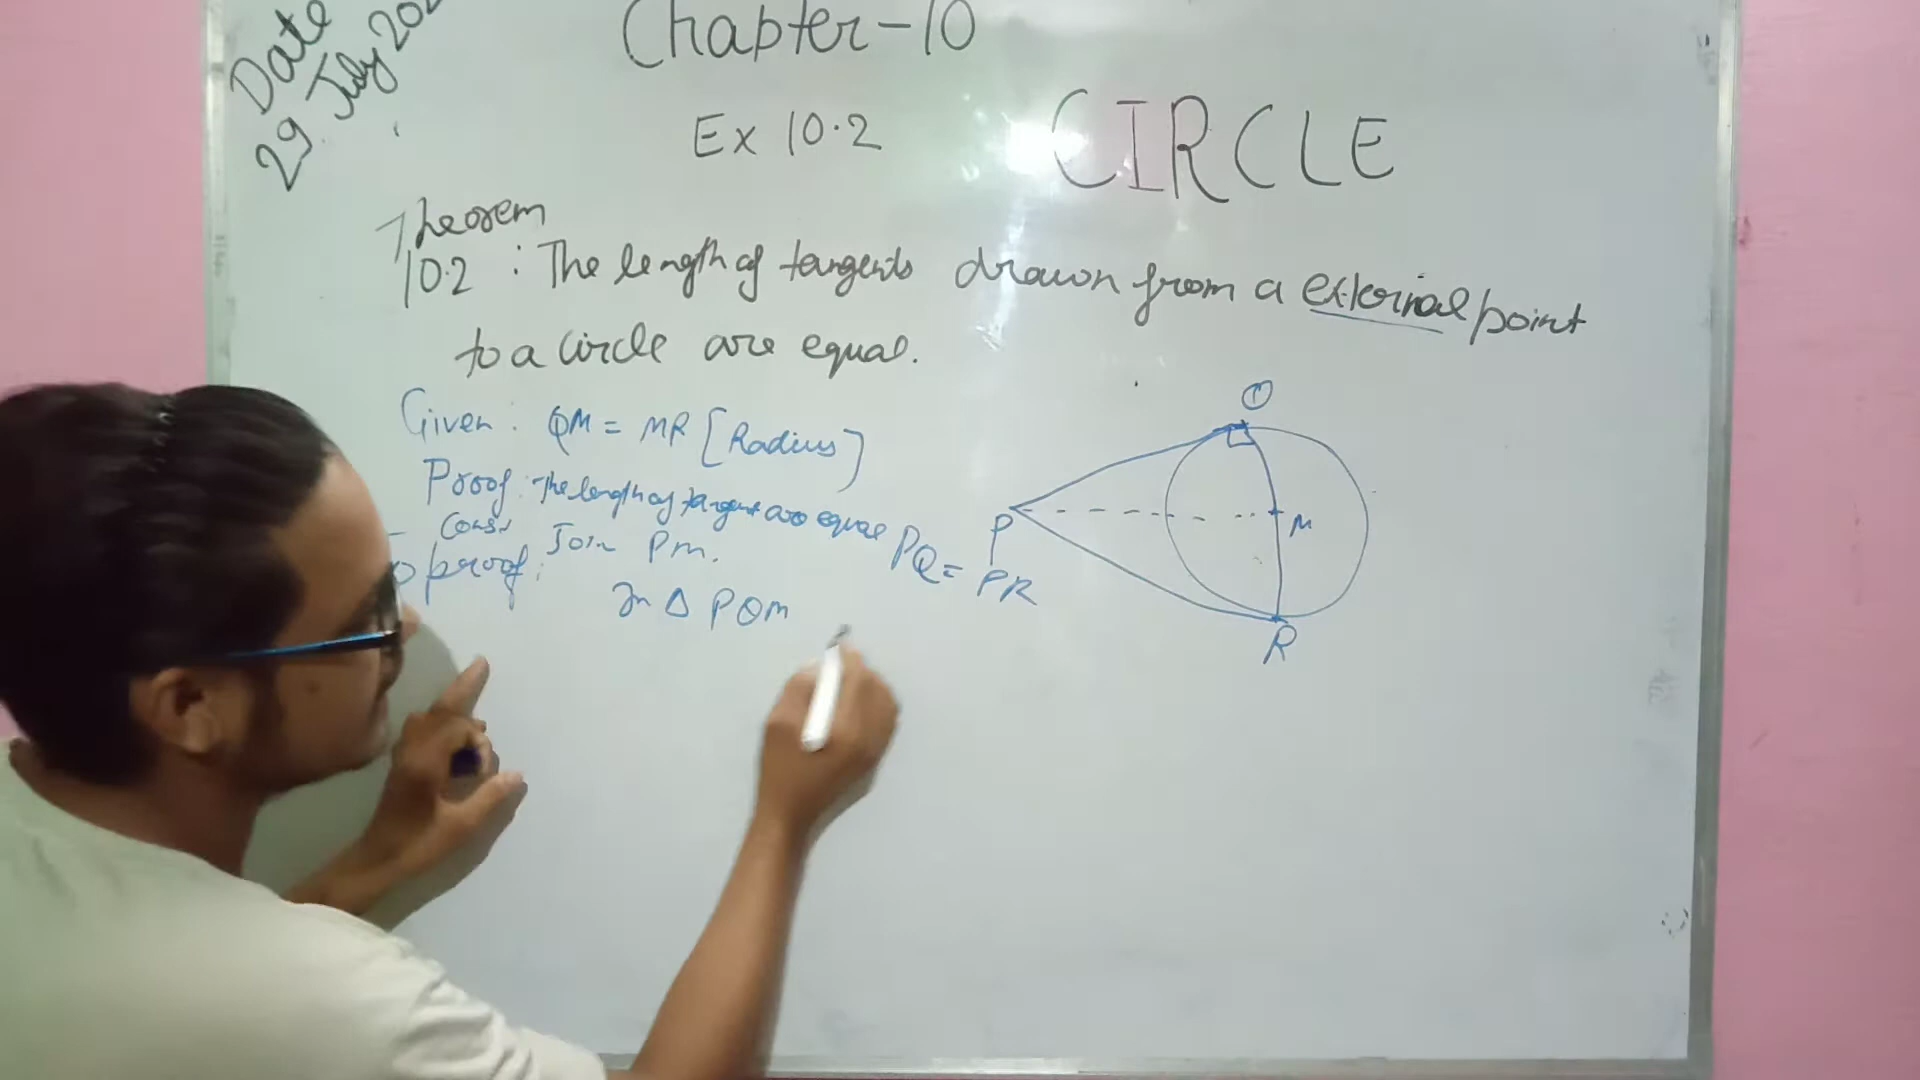 Date
29 July 202
Chapter-10
Ex 10.2
CIRCLE
Theorem
10.2 : The length of tangents drawn from a external point
to a circle are equal.
Given : QM = MR [Radius]
Proof : The length of tangent are equal PQ = PR
Const Join PM.
proof :
In Δ PQM
Q
P
M
R